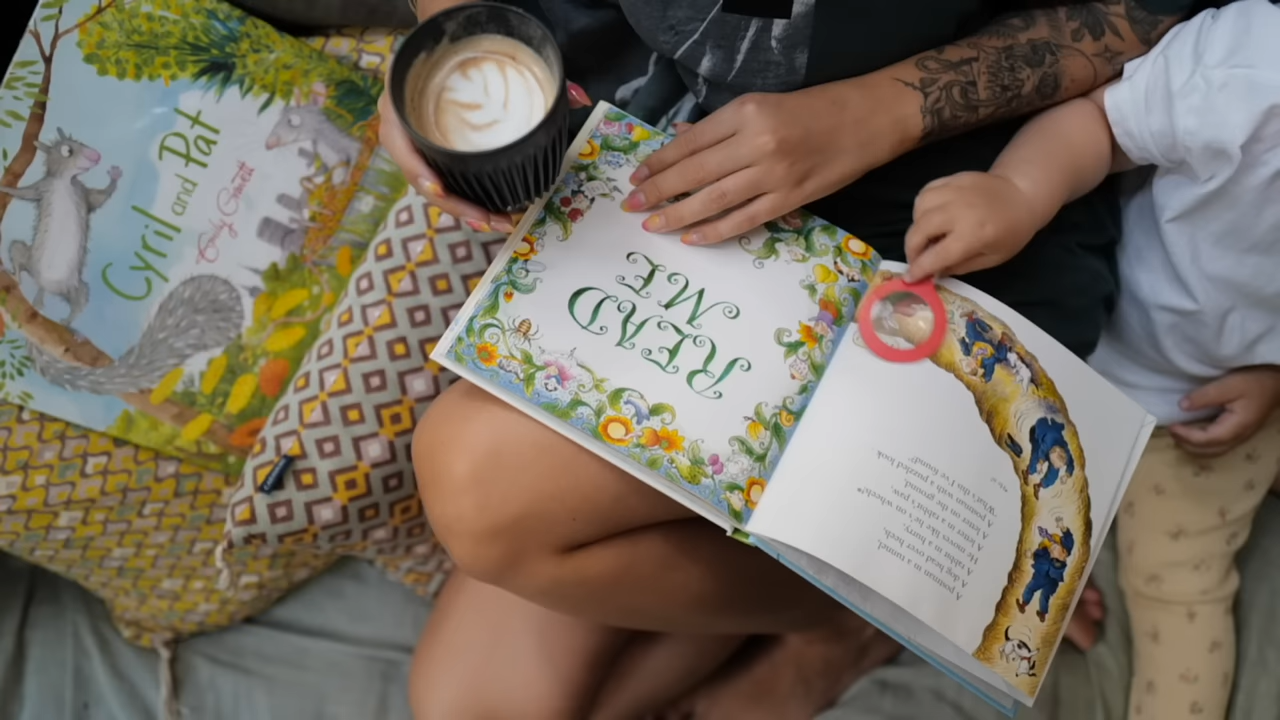 Cyril and Pat
Emily Gravett
READ
ME
A postman in a tunnel,
A dog head over heels,
A rabbit in a hurry;
He moves like he's on wheels!*
A letter in a rabbit's paw,
A postman on the ground,
A letter with a puzzled look
"What's this I've found?"